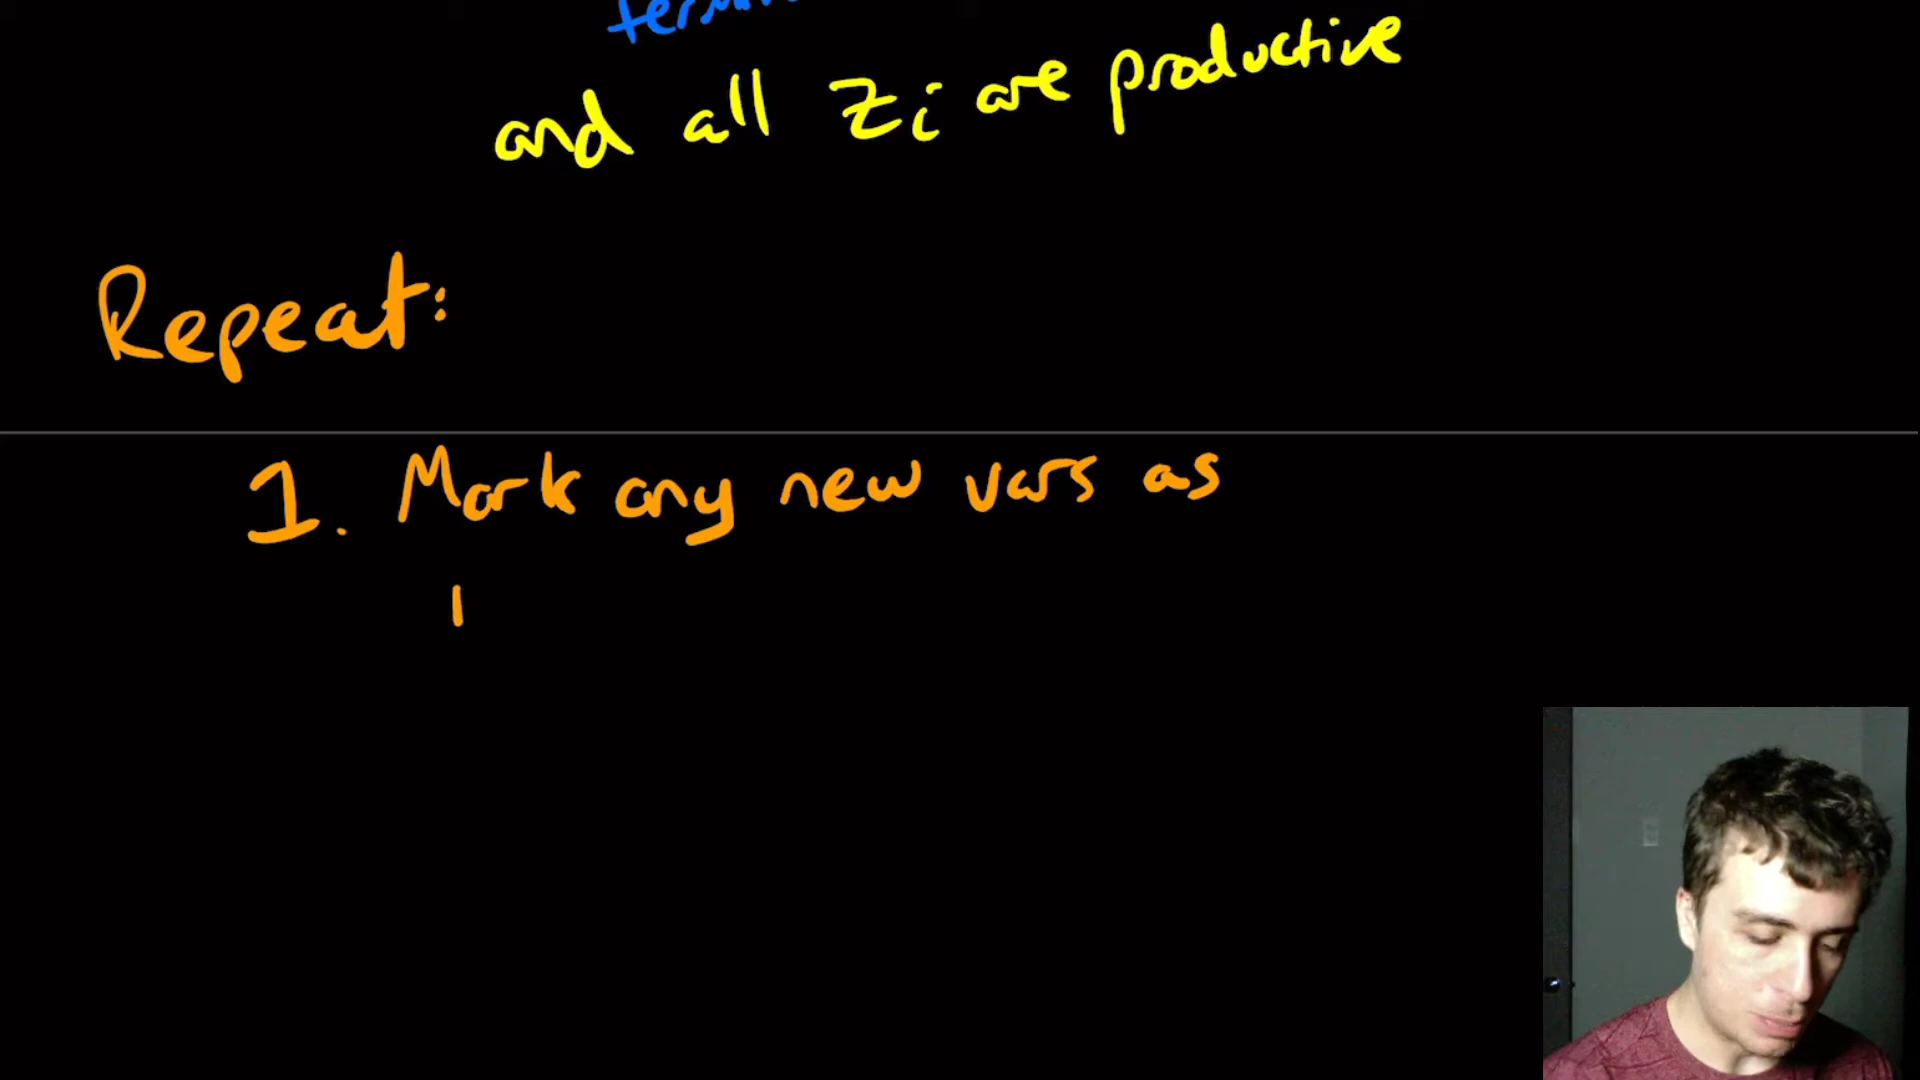 and all Zi are productive
Repeat:
1. Mark any new vars as